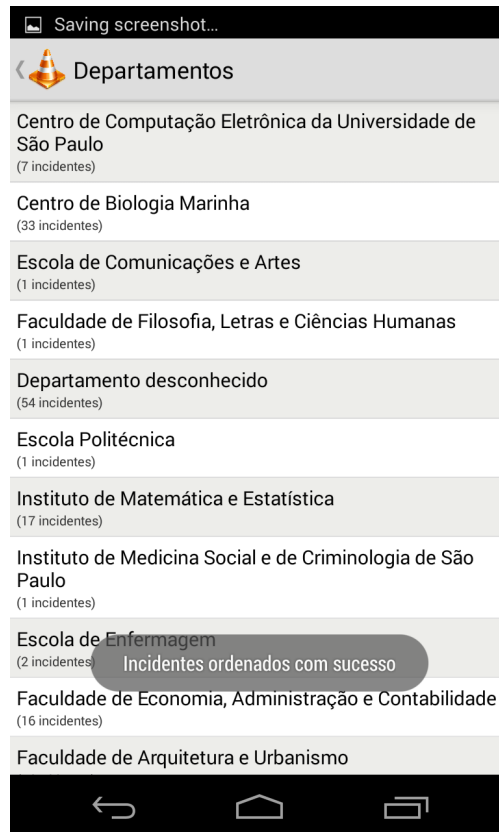 Saving screenshot...
Departamentos
Centro de Computação Eletrônica da Universidade de
São Paulo
(7 incidentes)
Centro de Biologia Marinha
(33 incidentes)
Escola de Comunicações e Artes
(1 incidentes)
Faculdade de Filosofia, Letras e Ciências Humanas
(1 incidentes)
Departamento desconhecido
(54 incidentes)
Escola Politécnica
(1 incidentes)
Instituto de Matemática e Estatística
(17 incidentes)
Instituto de Medicina Social e de Criminologia de São
Paulo
(1 incidentes)
Escola de Enfermagem
(2 incidentes)
Incidentes ordenados com sucesso
Faculdade de Economia, Administração e Contabilidade
(16 incidentes)
Faculdade de Arquitetura e Urbanismo